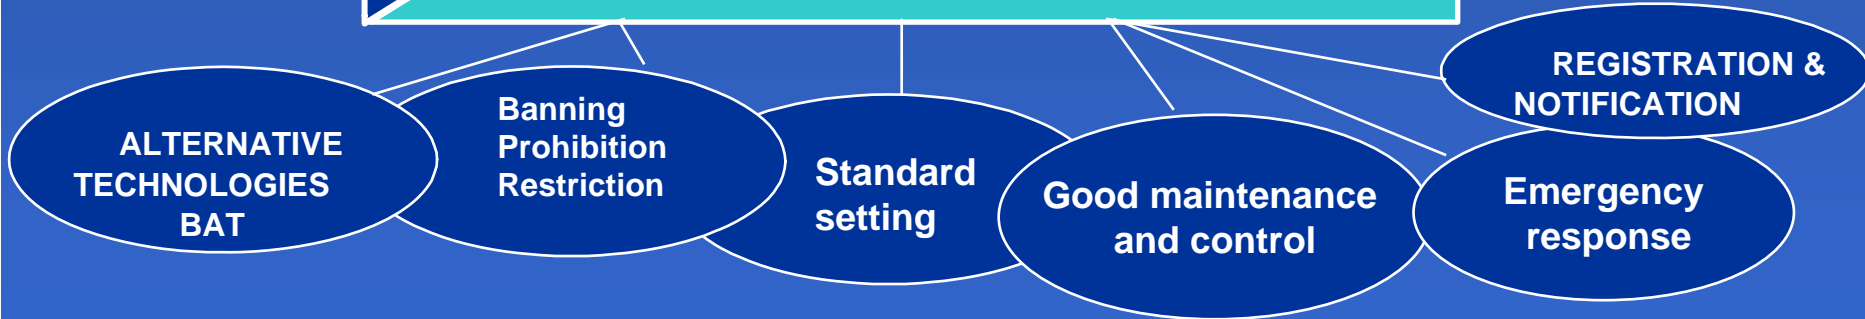 ALTERNATIVE
TECHNOLOGIES
BAT
Banning
Prohibition
Restriction
Standard
setting
Good maintenance
and control
REGISTRATION &
NOTIFICATION
Emergency
response